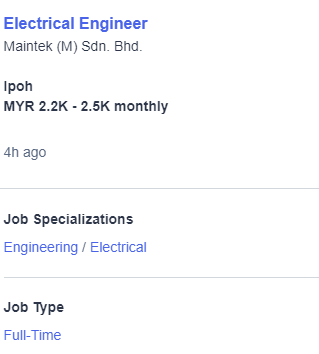 Electrical Engineer
Maintek (M) Sdn. Bhd.
Ipoh
MYR 2.2K - 2.5K monthly
4h ago
Job Specializations
Engineering / Electrical
Job Type
Full-Time